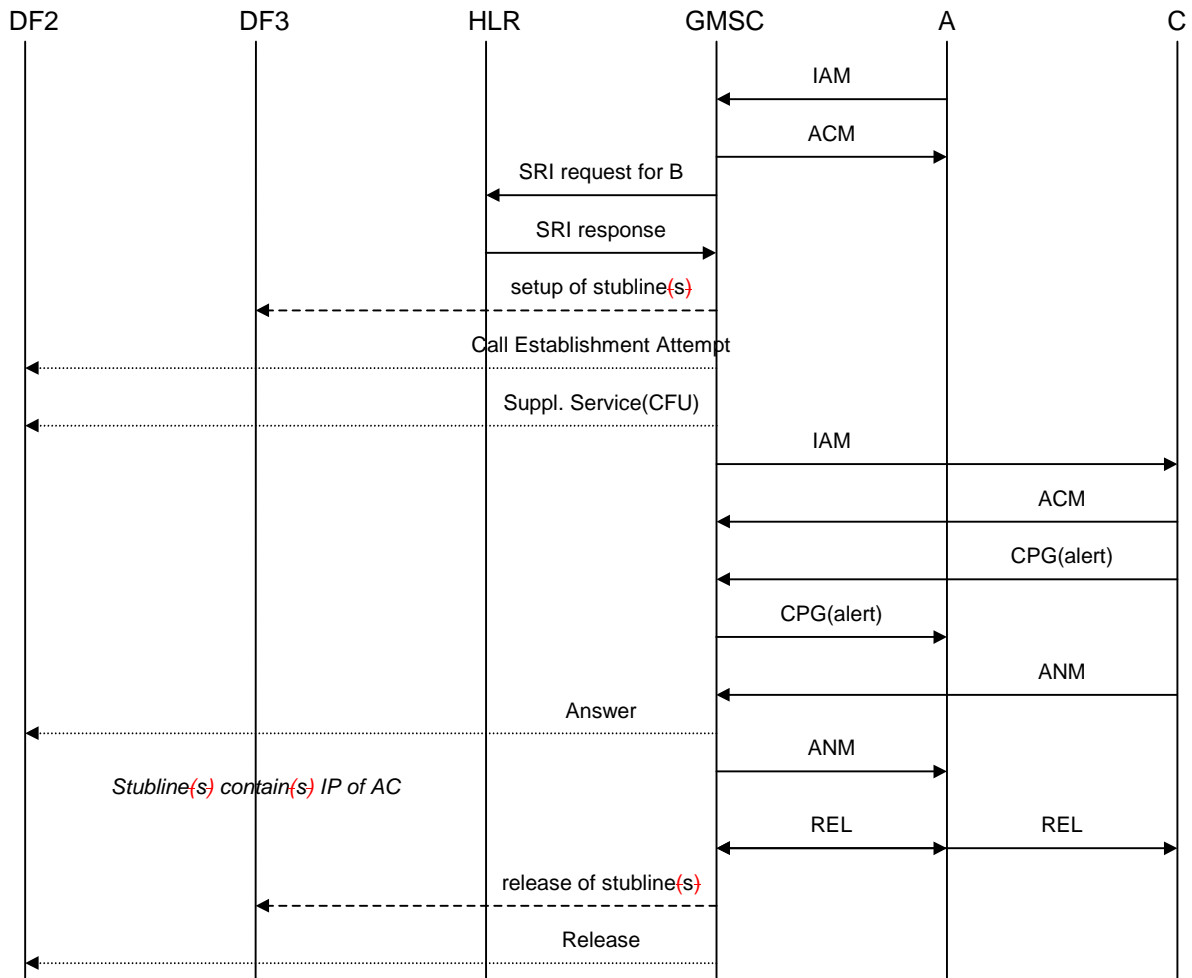 DF2 DF3 HLR GMSC A C
IAM
ACM
SRI request for B
SRI response
setup of stubline(s)
Call Establishment Attempt
Suppl. Service(CFU)
IAM
ACM
CPG(alert)
CPG(alert)
ANM
Answer
ANM
Stubline(s) contain(s) IP of AC
REL REL
release of stubline(s)
Release